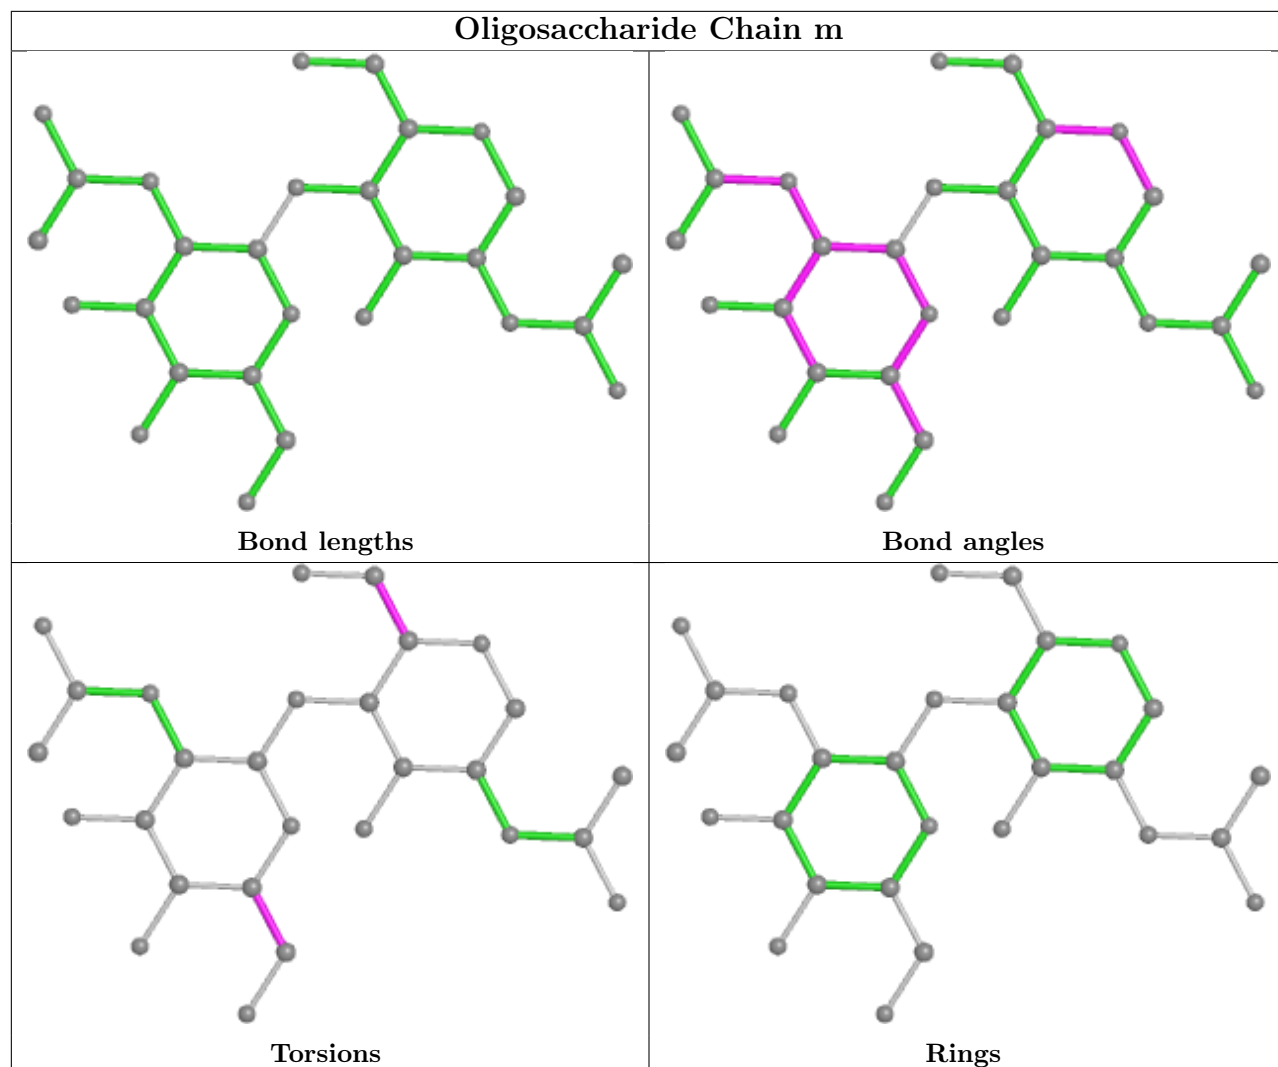 Oligosaccharide Chain m
Bond lengths
Bond angles
Torsions
Rings